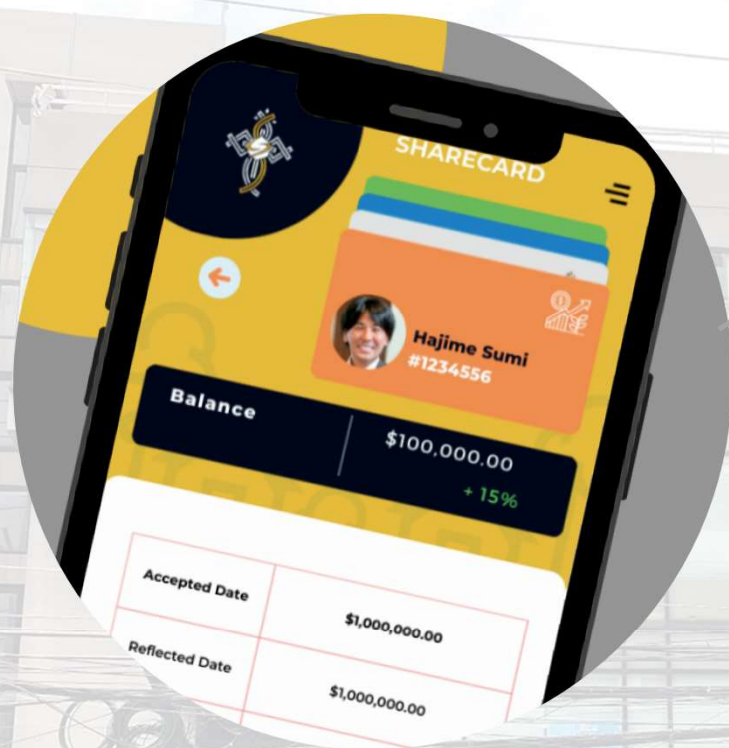 SHARECARD
Hajime Sumi
#1234556
Balance
$100,000.00
+ 15%
Accepted Date
$1,000,000.00
Reflected Date
$1,000,000.00